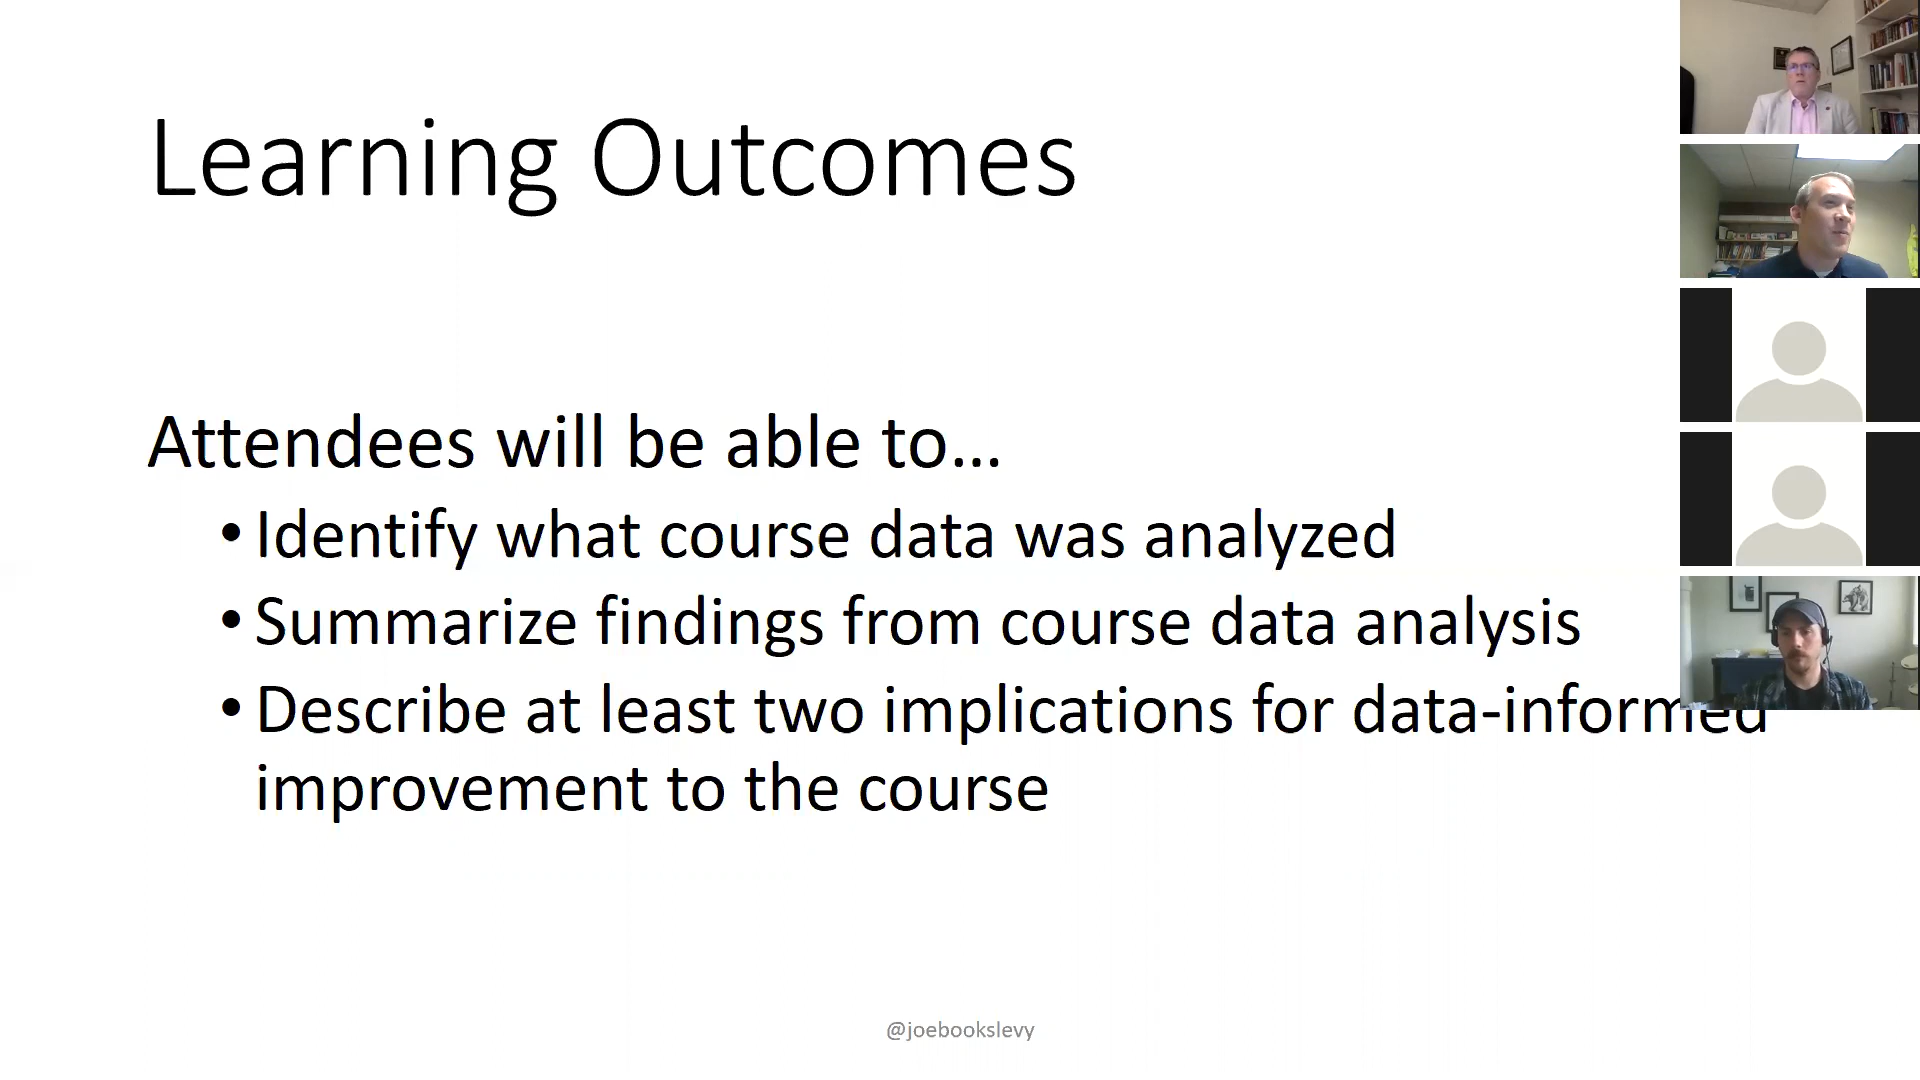 Learning Outcomes
Attendees will be able to...
• Identify what course data was analyzed
• Summarize findings from course data analysis
• Describe at least two implications for data-informed
improvement to the course
@joebookslevy